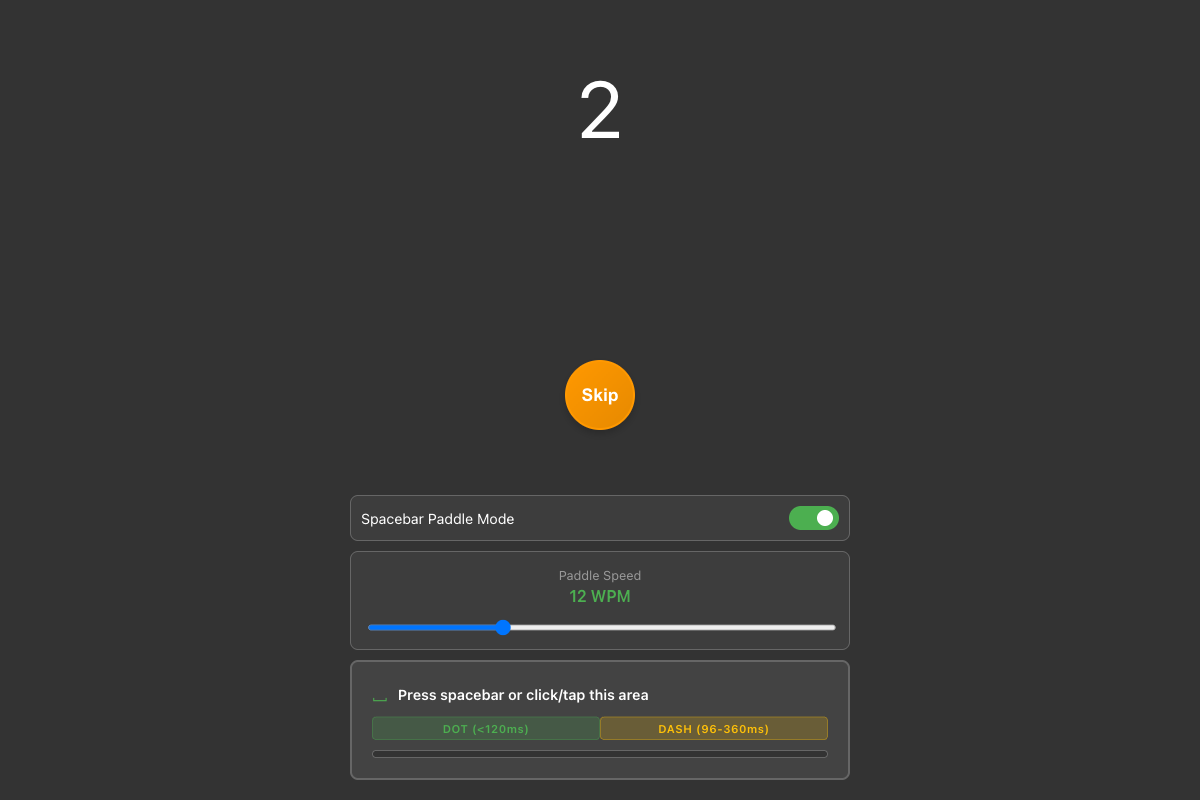 2
Skip
Spacebar Paddle Mode
Paddle Speed
12 WPM
Press spacebar or click/tap this area
DOT (<120ms) DASH (96-360ms)